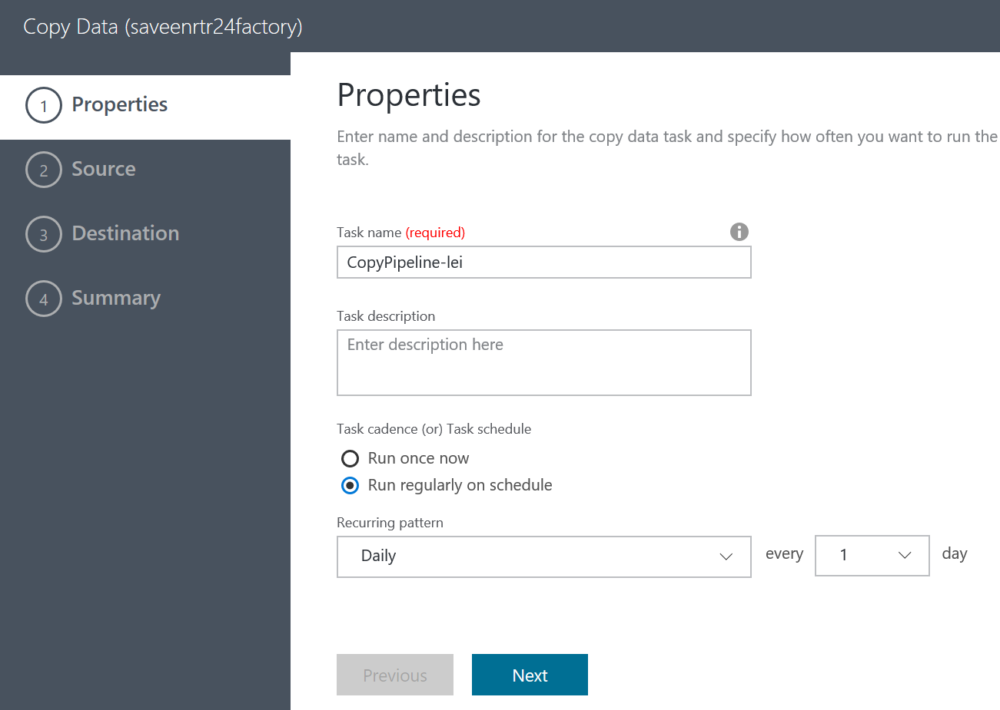 Copy Data (saveenrtr24factory)
1 Properties
2 Source
3 Destination
4 Summary
Properties
Enter name and description for the copy data task and specify how often you want to run the
task.
Task name (required)
CopyPipeline-lei
Task description
Enter description here
Task cadence (or) Task schedule
Run once now
Run regularly on schedule
Recurring pattern
Daily every 1 day
Previous Next